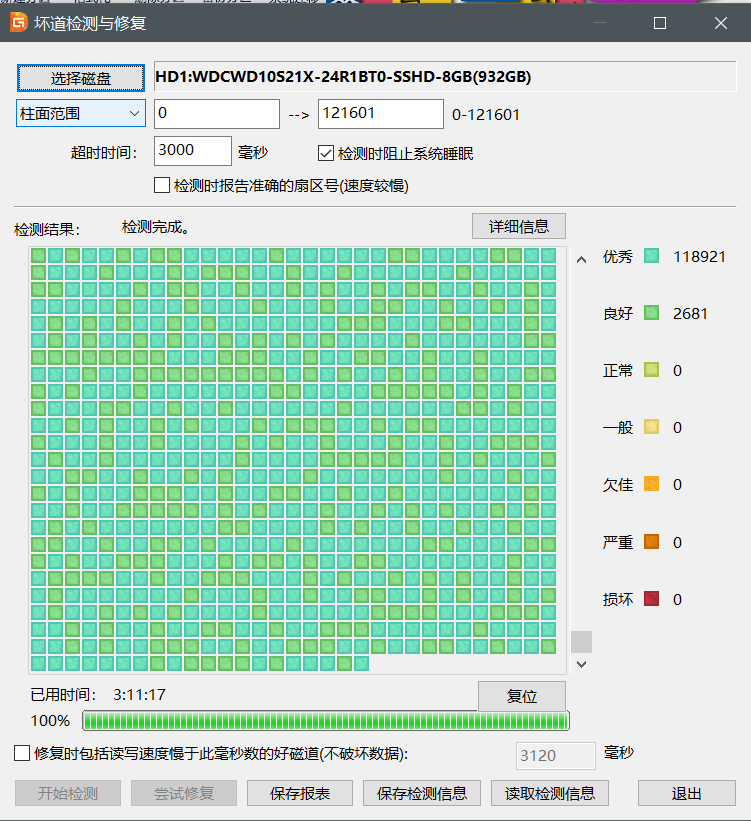 坏道检测与修复
选择磁盘 HD1:WDCWD10S21X-24R1BT0-SSHD-8GB(932GB)
柱面范围 0 --> 121601 0-121601
超时时间: 3000 毫秒 检测时阻止系统睡眠
检测时报告准确的扇区号(速度较慢)
检测结果: 检测完成。 详细信息
优秀 118921
良好 2681
正常 0
一般 0
欠佳 0
严重 0
损坏 0
已用时间: 3:11:17 复位
100%
修复时包括读写速度慢于此毫秒数的好磁道(不破坏数据): 3120 毫秒
开始检测 尝试修复 保存报表 保存检测信息 读取检测信息 退出